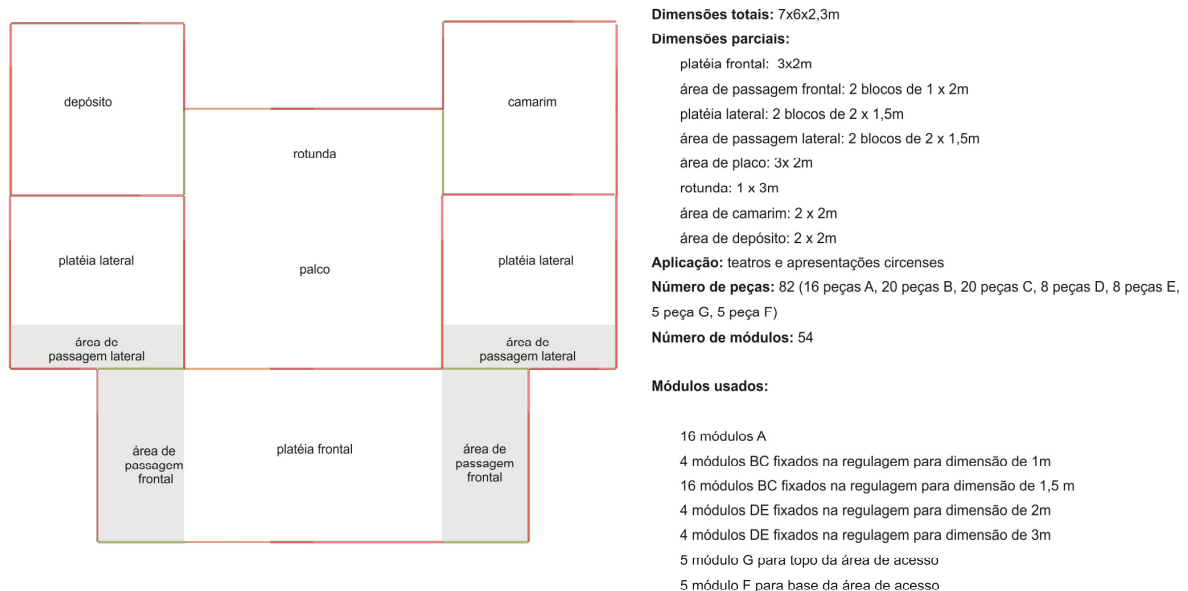 depósito
camarim
rotunda
platéia lateral
palco
platéia lateral
área de
passagem lateral
área de
passagem lateral
área de
passagem
frontal
platéia frontal
área de
passagem
frontal
Dimensões totais: 7x6x2,3m
Dimensões parciais:
platéia frontal: 3x2m
área de passagem frontal: 2 blocos de 1 x 2m
platéia lateral: 2 blocos de 2 x 1,5m
área de passagem lateral: 2 blocos de 2 x 1,5m
área de placo: 3x 2m
rotunda: 1 x 3m
área de camarim: 2 x 2m
área de depósito: 2 x 2m
Aplicação: teatros e apresentações circenses
Número de peças: 82 (16 peças A, 20 peças B, 20 peças C, 8 peças D, 8 peças E,
5 peça G, 5 peça F)
Número de módulos: 54
Módulos usados:
16 módulos A
4 módulos BC fixados na regulagem para dimensão de 1m
16 módulos BC fixados na regulagem para dimensão de 1,5 m
4 módulos DE fixados na regulagem para dimensão de 2m
4 módulos DE fixados na regulagem para dimensão de 3m
5 módulo G para topo da área de acesso
5 módulo F para base da área de acesso